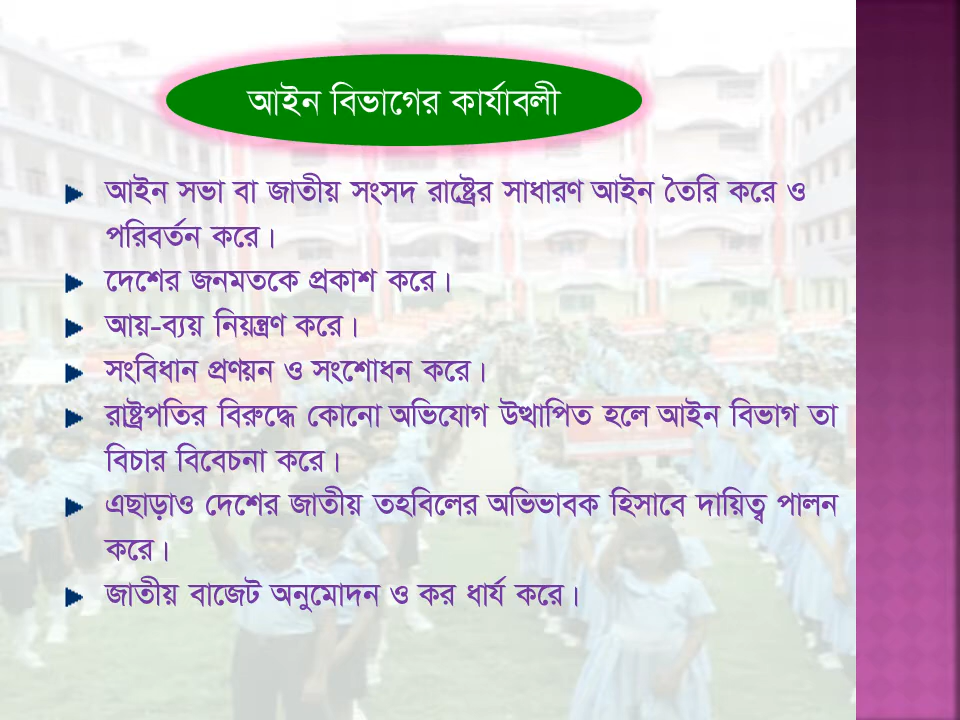 আইন বিভাগের কার্যাবলী
আইন সভা বা জাতীয় সংসদ রাষ্ট্রের সাধারণ আইন তৈরি করে ও
পরিবর্তন করে।
দেশের জনমতকে প্রকাশ করে।
আয়-ব্যয় নিয়ন্ত্রণ করে।
সংবিধান প্রণয়ন ও সংশোধন করে।
রাষ্ট্রপতির বিরুদ্ধে কোনো অভিযোগ উত্থাপিত হলে আইন বিভাগ তা
বিচার বিবেচনা করে।
এছাড়াও দেশের জাতীয় তহবিলের অভিভাবক হিসাবে দায়িত্ব পালন
করে।
জাতীয় বাজেট অনুমোদন ও কর ধার্য করে।